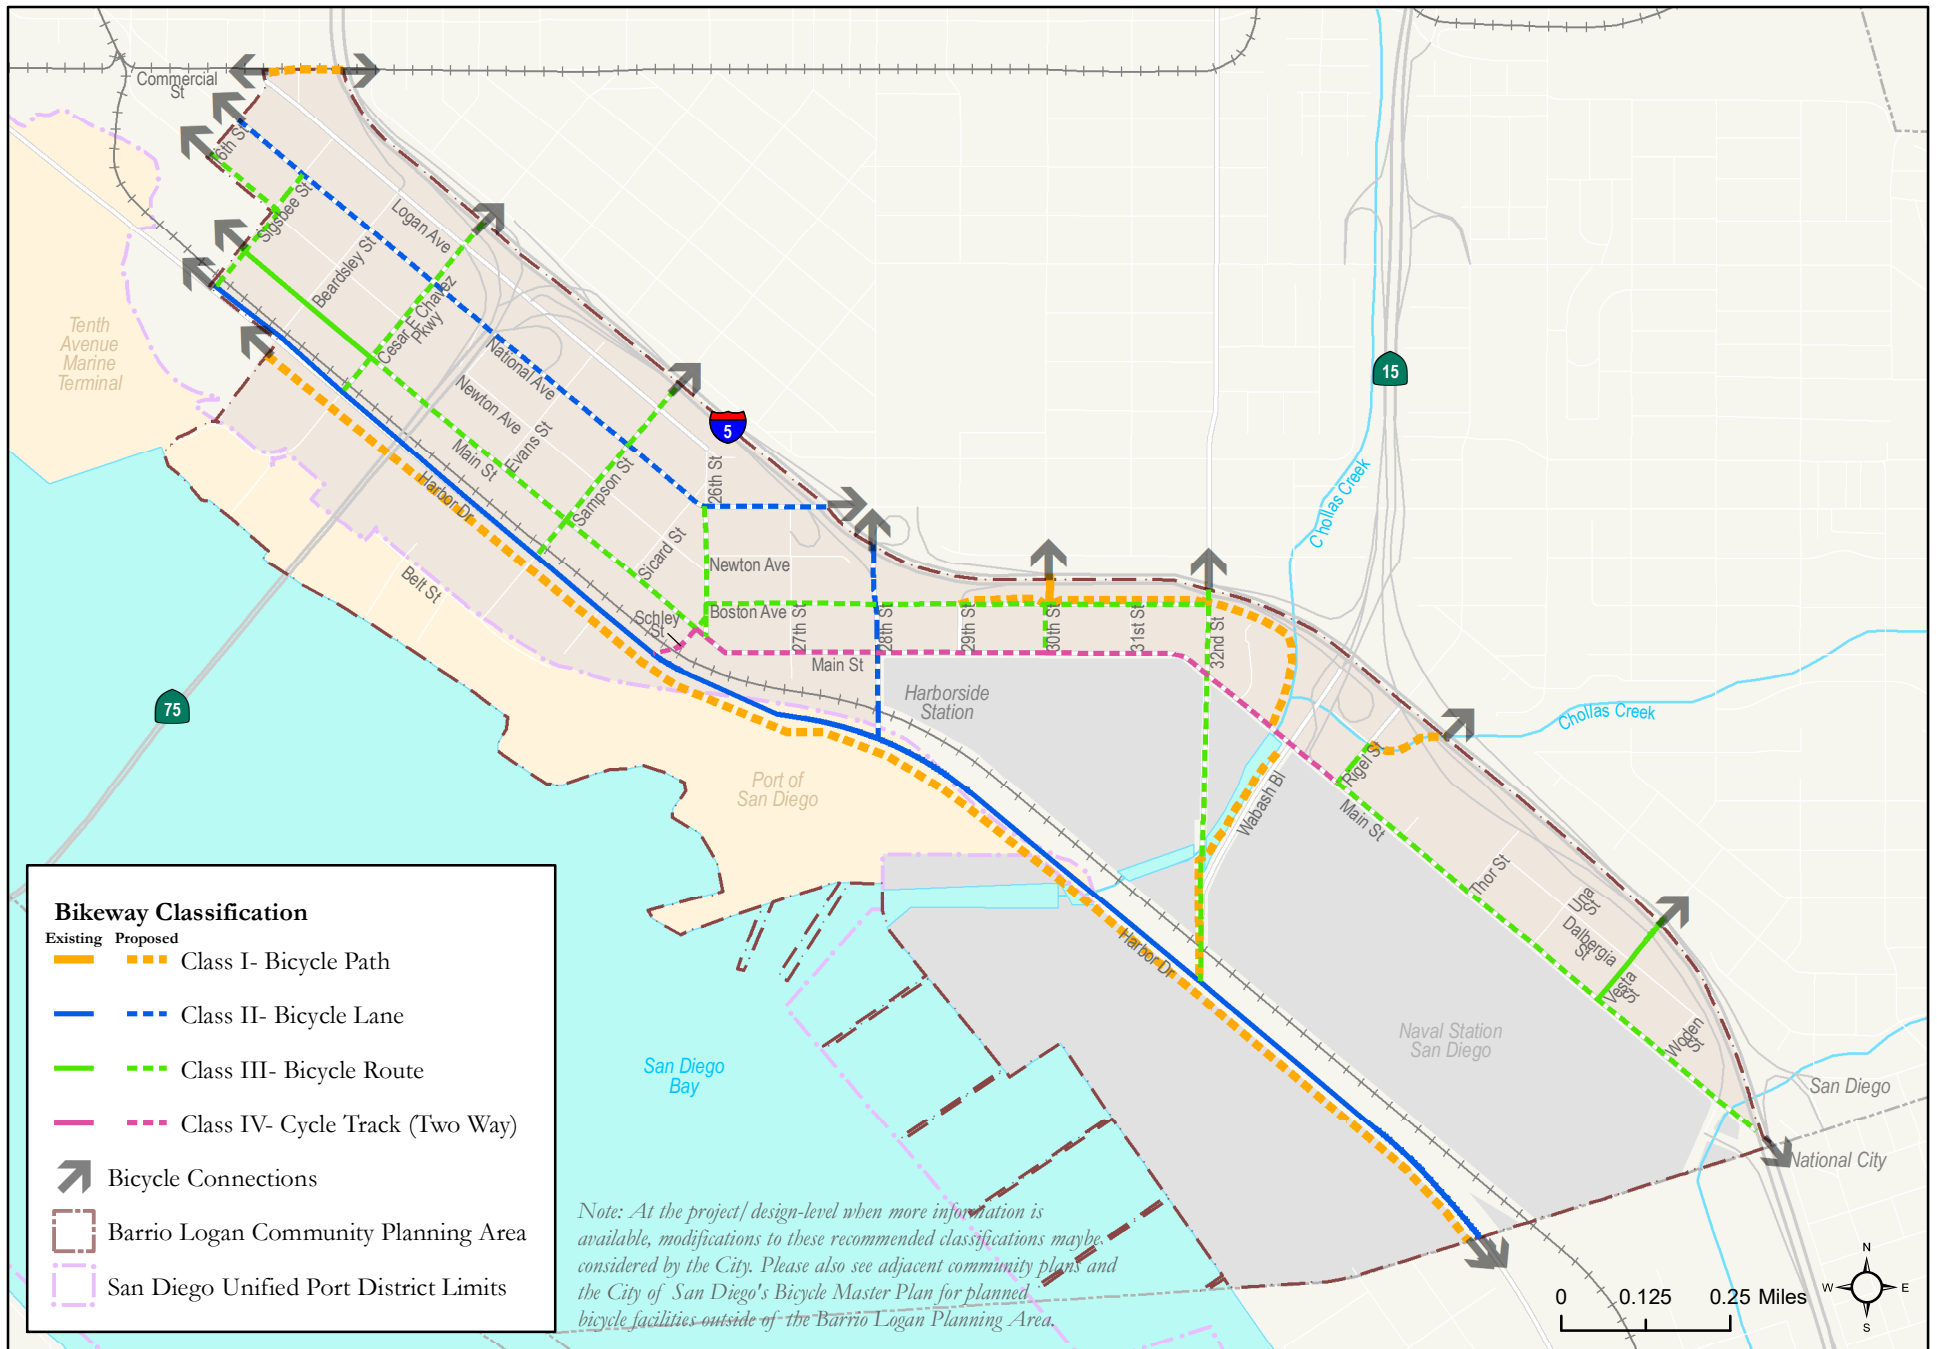 Commercial
St
16th St
Sigsbee St
Beardsley St
Logan Ave
Cesar E Chavez
Pkwy
National Ave
Newton Ave
Evans St
Main St
Harbor Dr
Sampson St
26th St
Sicard St
Belt St
Schley
St
Newton Ave
Boston Ave
27th St
28th St
29th St
30th St
31st St
32nd St
Main St
5
15
75
Chollas Creek
Chollas Creek
Tenth
Avenue
Marine
Terminal
Port of
San Diego
Harborside
Station
Wabash Bl
Rigel St
Main St
Thor St
Una
St
Dalbergia
St
Vesta
St
Woden
St
Harbor Dr
Naval Station
San Diego
San Diego
Bay
San Diego
National City
Bikeway Classification
Existing Proposed
Class I- Bicycle Path
Class II- Bicycle Lane
Class III- Bicycle Route
Class IV- Cycle Track (Two Way)
Bicycle Connections
Barrio Logan Community Planning Area
San Diego Unified Port District Limits
Note: At the project/design-level when more information is
available, modifications to these recommended classifications maybe
considered by the City. Please also see adjacent community plans and
the City of San Diego's Bicycle Master Plan for planned
bicycle facilities outside of the Barrio Logan Planning Area.
0 0.125 0.25 Miles
N
W E
S